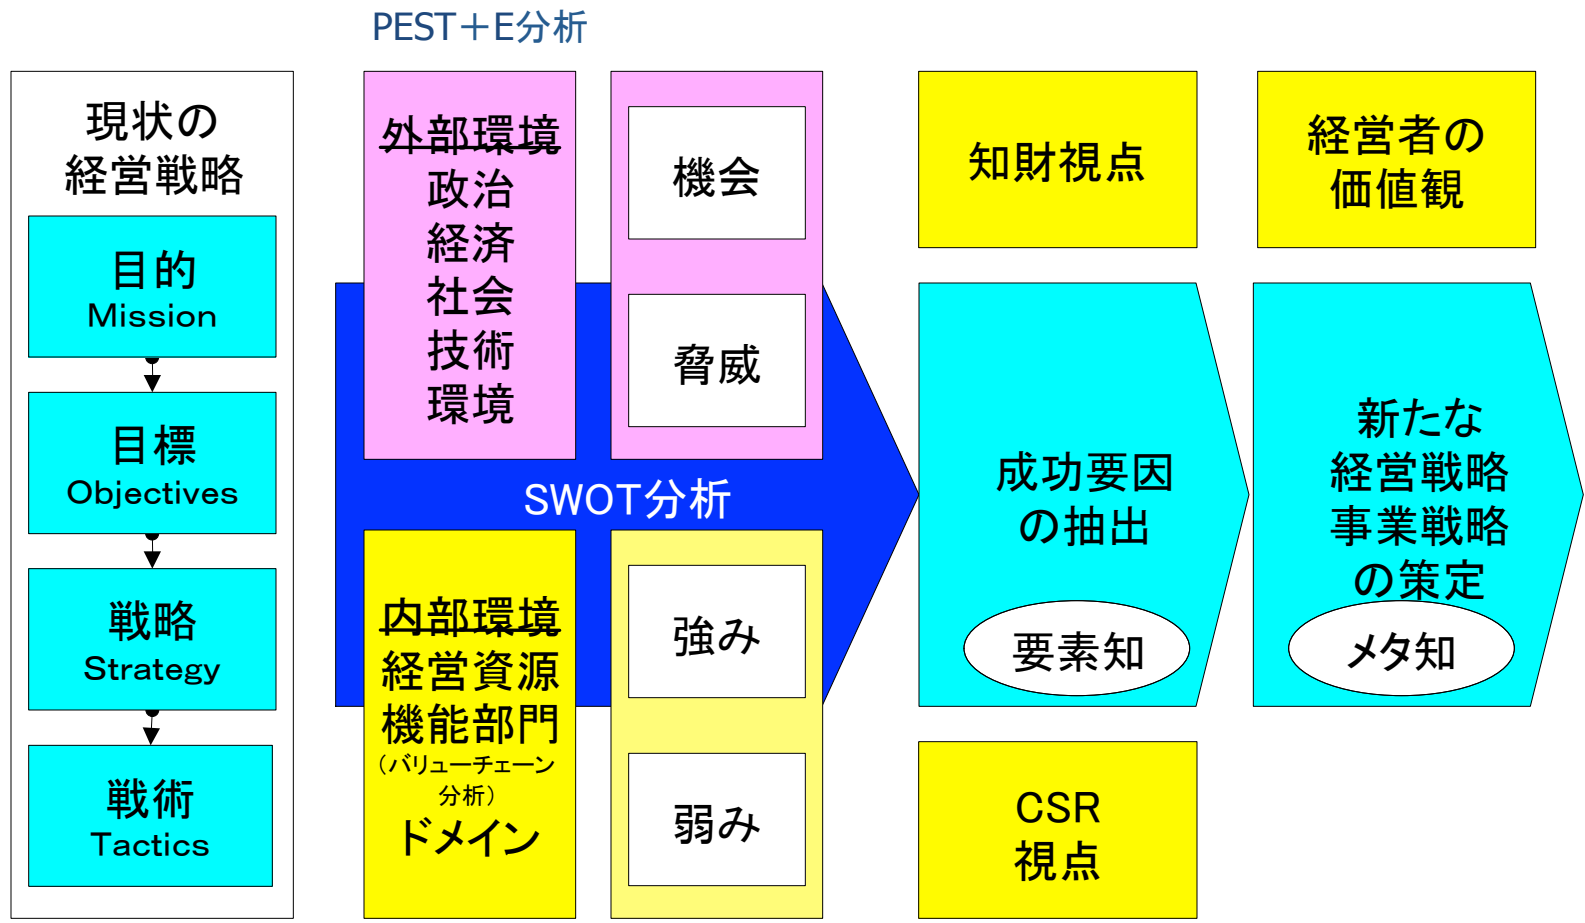 PEST＋E分析
現状の
経営戦略
目的
Mission
目標
Objectives
戦略
Strategy
戦術
Tactics
外部環境
政治
経済
社会
技術
環境
機会
脅威
SWOT分析
内部環境
経営資源
機能部門
（バリューチェーン
分析）
ドメイン
強み
弱み
知財視点
成功要因
の抽出
要素知
CSR
視点
経営者の
価値観
新たな
経営戦略
事業戦略
の策定
メタ知